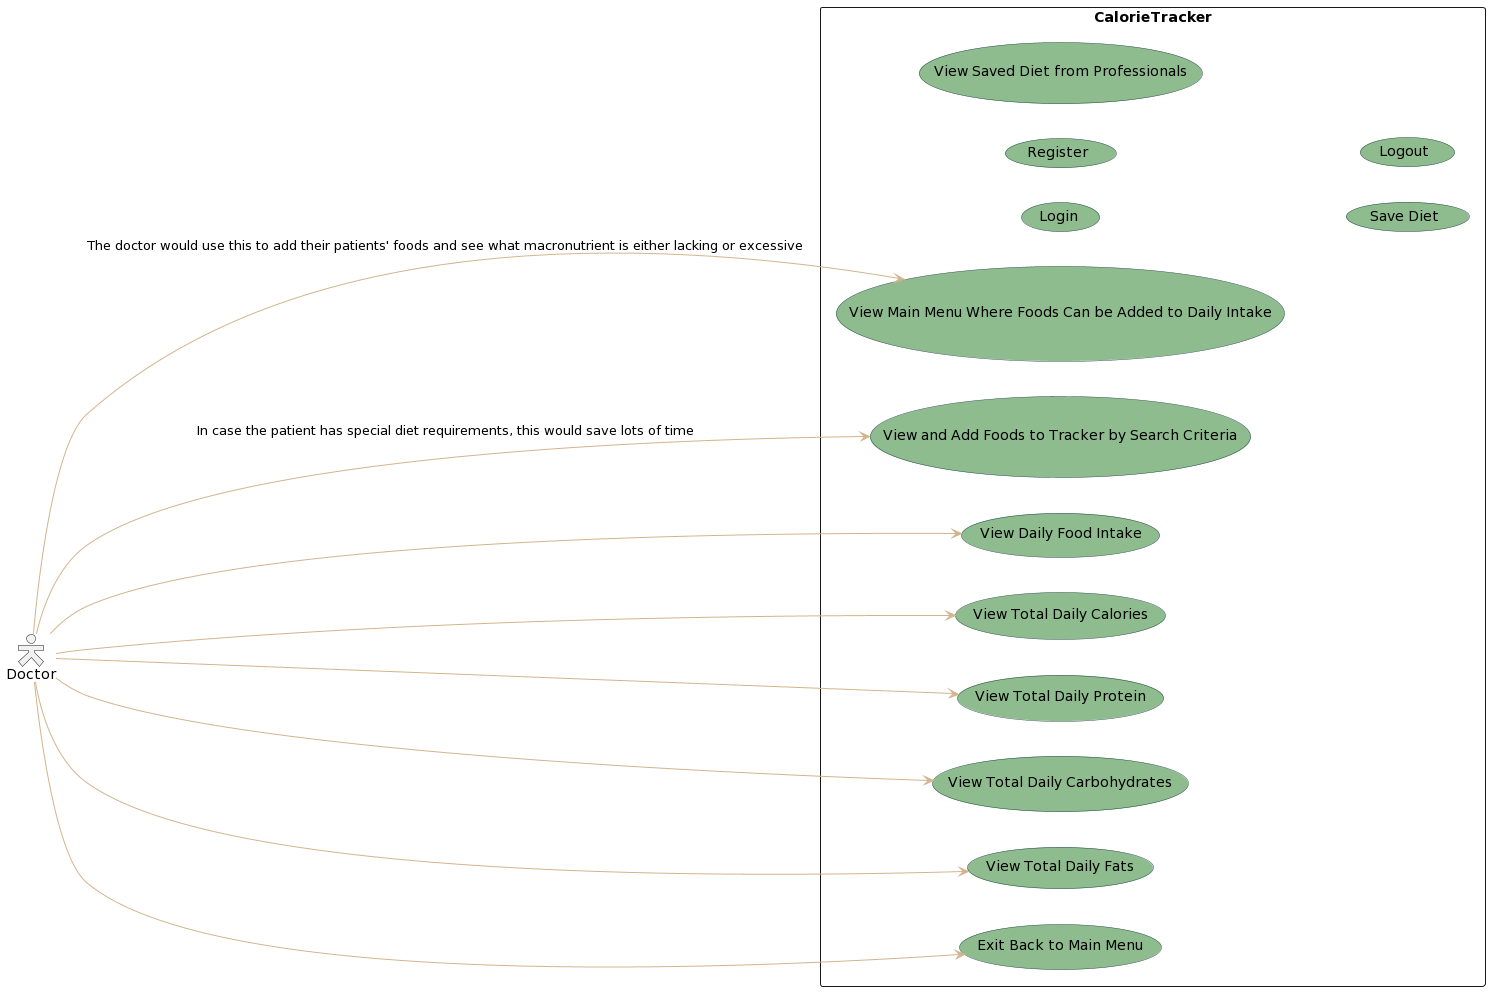 CalorieTracker
View Saved Diet from Professionals
Register
Logout
Login
Save Diet
The doctor would use this to add their patients' foods and see what macronutrient is either lacking or excessive
View Main Menu Where Foods Can be Added to Daily Intake
In case the patient has special diet requirements, this would save lots of time
View and Add Foods to Tracker by Search Criteria
View Daily Food Intake
View Total Daily Calories
Doctor
View Total Daily Protein
View Total Daily Carbohydrates
View Total Daily Fats
Exit Back to Main Menu